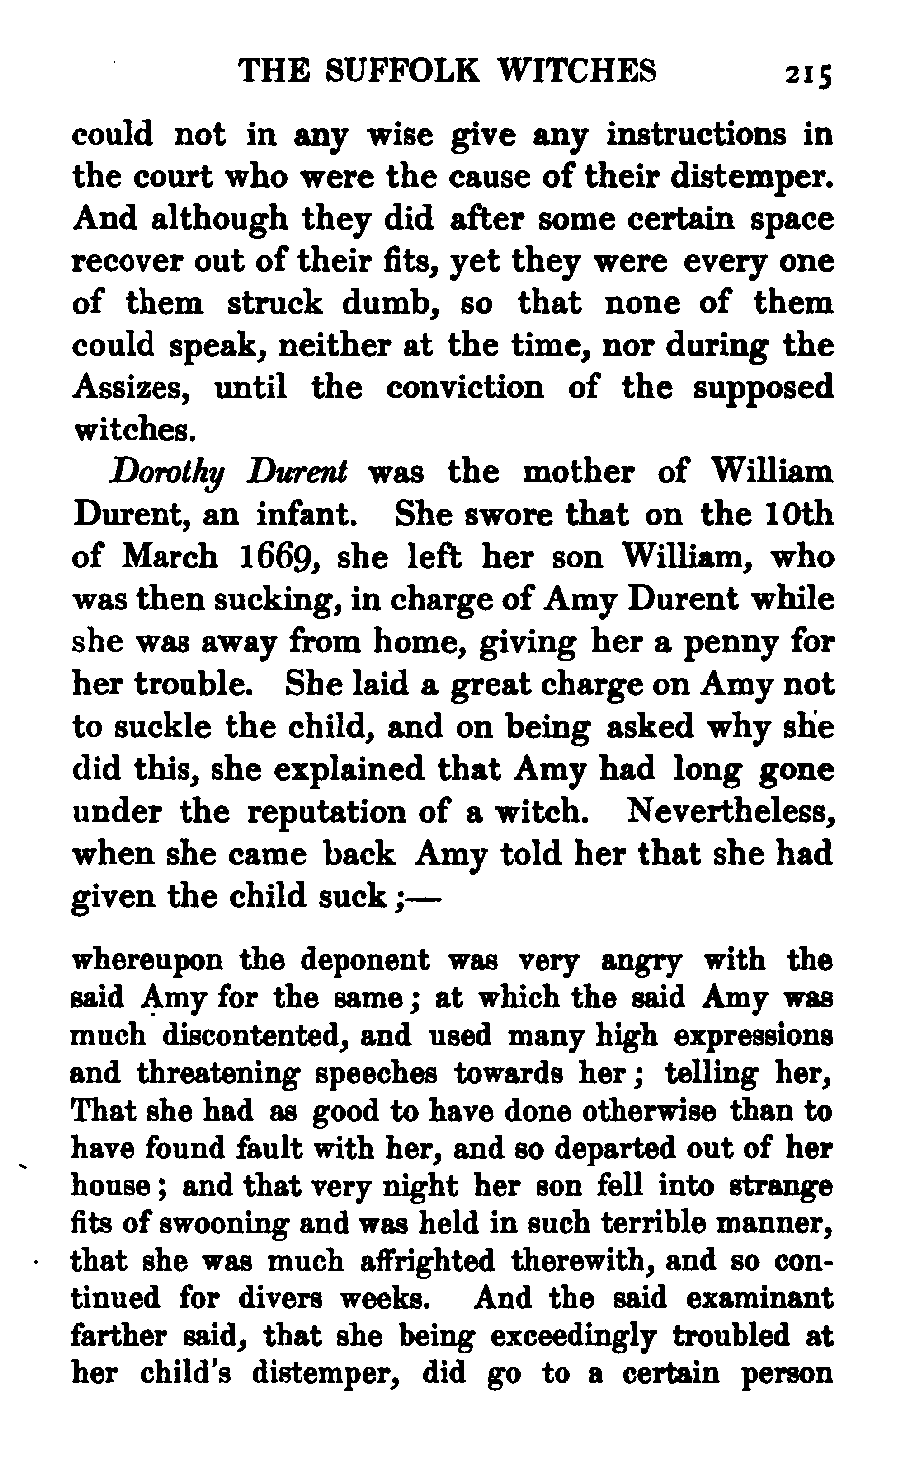 THE SUFFOLK WITCHES 215
could not in any wise give any instructions in
the court who were the cause of their distemper.
And although they did after some certain space
recover out of their fits, yet they were every one
of them struck dumb, so that none of them
could speak, neither at the time, nor during the
Assizes, until the conviction of the supposed
witches.
Dorothy Durent was the mother of William
Durent, an infant. She swore that on the 10th
of March 1669, she left her son William, who
was then sucking, in charge of Amy Durent while
she was away from home, giving her a penny for
her trouble. She laid a great charge on Amy not
to suckle the child, and on being asked why she
did this, she explained that Amy had long gone
under the reputation of a witch. Nevertheless,
when she came back Amy told her that she had
given the child suck;—
whereupon the deponent was very angry with the
said Amy for the same; at which the said Amy was
much discontented, and used many high expressions
and threatening speeches towards her; telling her,
That she had as good to have done otherwise than to
have found fault with her, and so departed out of her
house; and that very night her son fell into strange
fits of swooning and was held in such terrible manner,
that she was much affrighted therewith, and so con-
tinued for divers weeks. And the said examinant
farther said, that she being exceedingly troubled at
her child's distemper, did go to a certain person